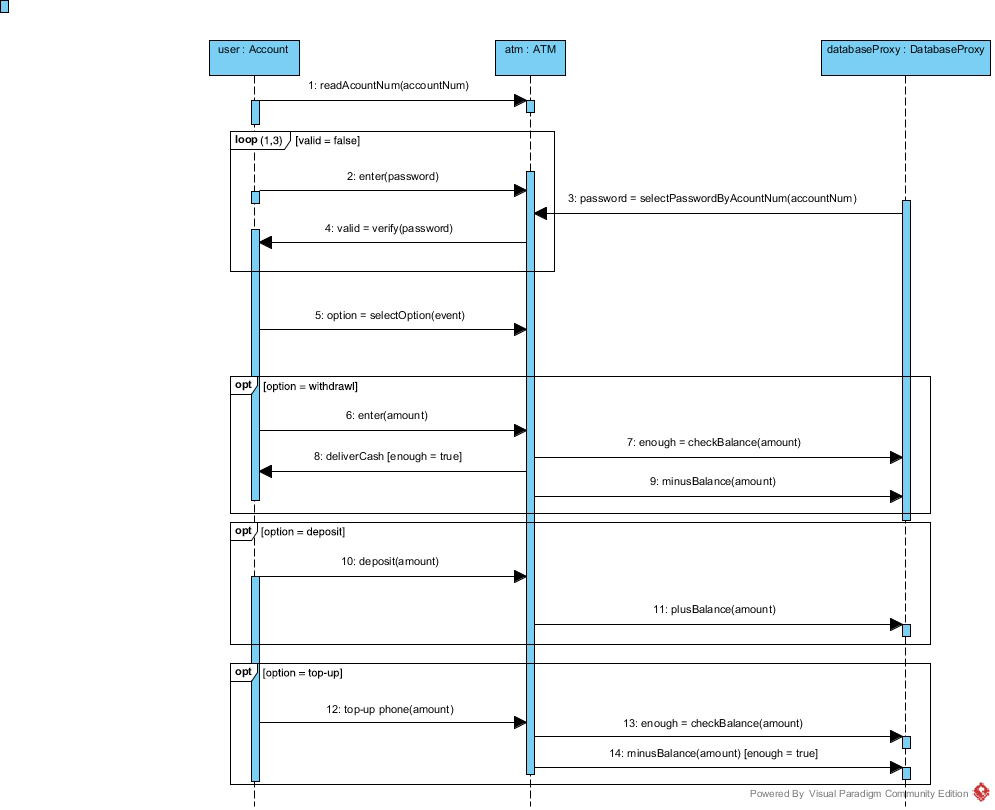 user : Account
atm : ATM
databaseProxy : DatabaseProxy
1: readAcountNum(accountNum)
loop (1,3) [valid = false]
2: enter(password)
3: password = selectPasswordByAcountNum(accountNum)
4: valid = verify(password)
5: option = selectOption(event)
opt [option = withdrawl]
6: enter(amount)
7: enough = checkBalance(amount)
8: deliverCash [enough = true]
9: minusBalance(amount)
opt [option = deposit]
10: deposit(amount)
11: plusBalance(amount)
opt [option = top-up]
12: top-up phone(amount)
13: enough = checkBalance(amount)
14: minusBalance(amount) [enough = true]
Powered By Visual Paradigm Community Edition